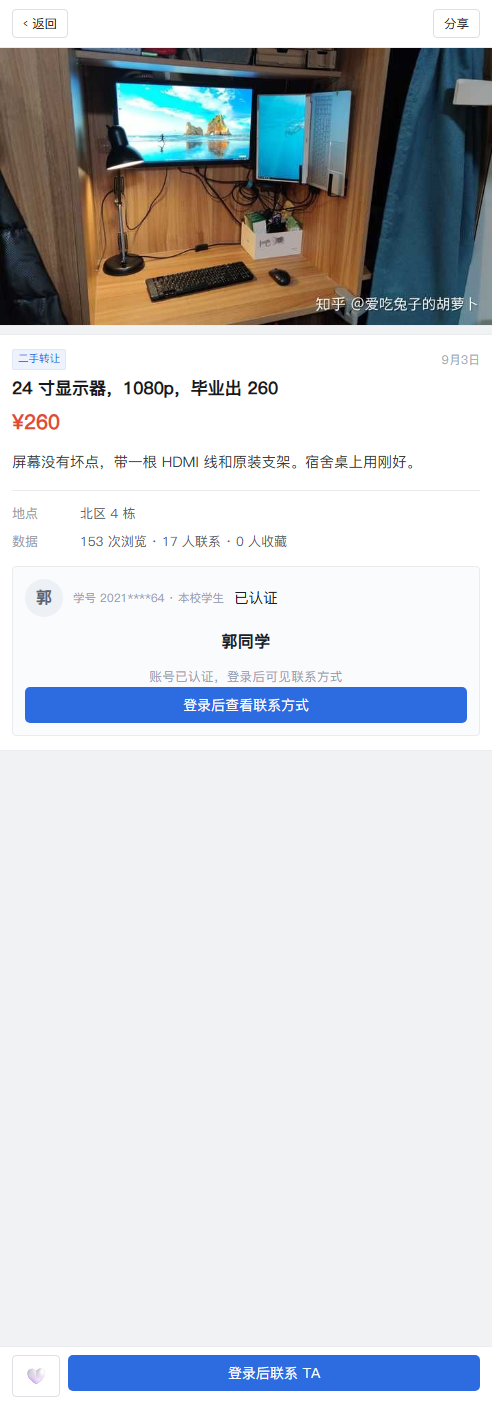 ‹ 返回
分享
知乎 @爱吃兔子的胡萝卜
二手转让
9月3日
24 寸显示器，1080p，毕业出 260
¥260
屏幕没有坏点，带一根 HDMI 线和原装支架。宿舍桌上用刚好。
地点 北区 4 栋
数据 153 次浏览 · 17 人联系 · 0 人收藏
郭 学号 2021****64 · 本校学生 已认证
郭同学
账号已认证，登录后可见联系方式
登录后查看联系方式
登录后联系 TA